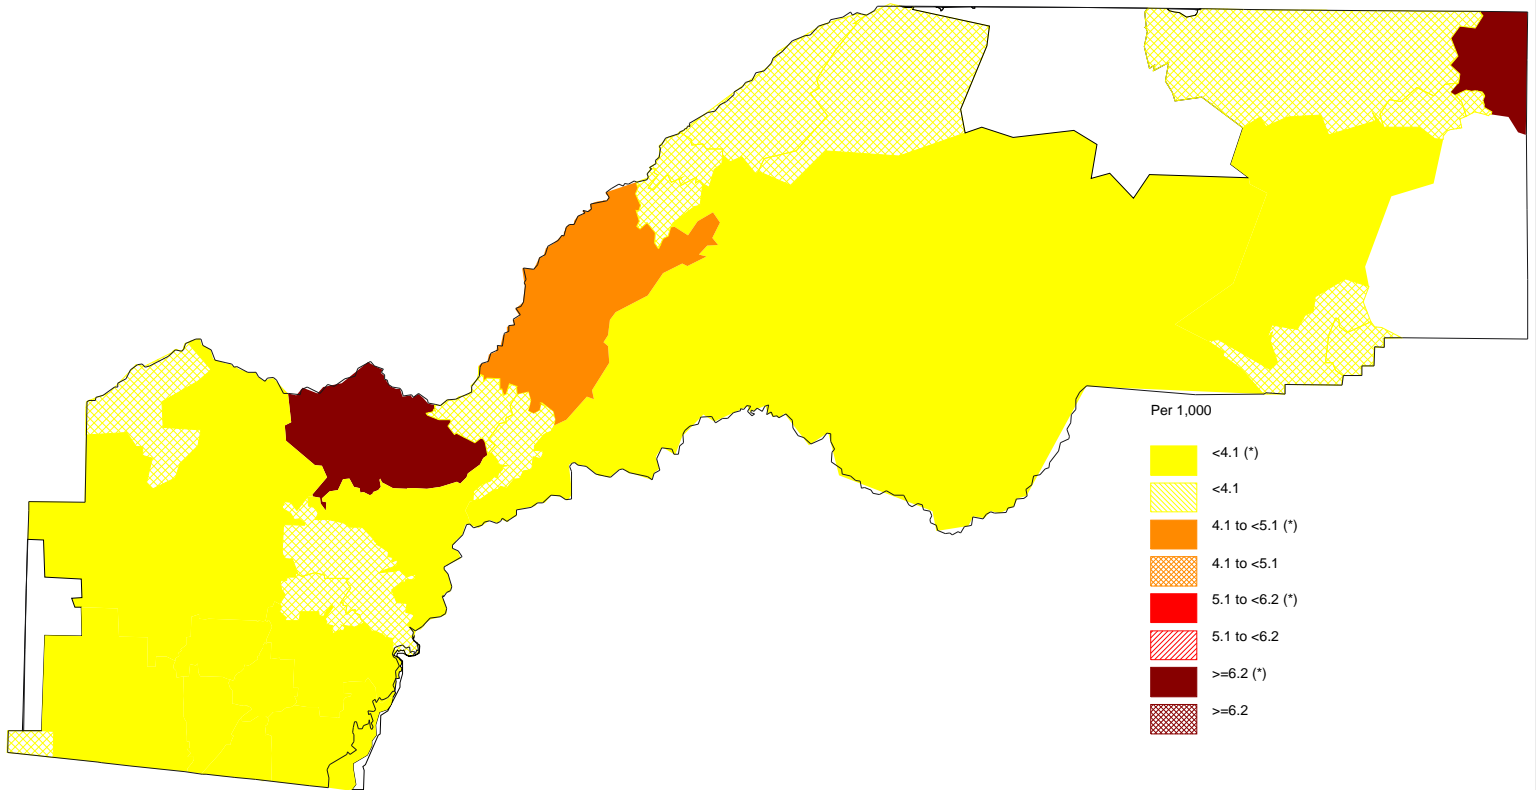 Per 1,000
<4.1 (*)
<4.1
4.1 to <5.1 (*)
4.1 to <5.1
5.1 to <6.2 (*)
5.1 to <6.2
>=6.2 (*)
>=6.2